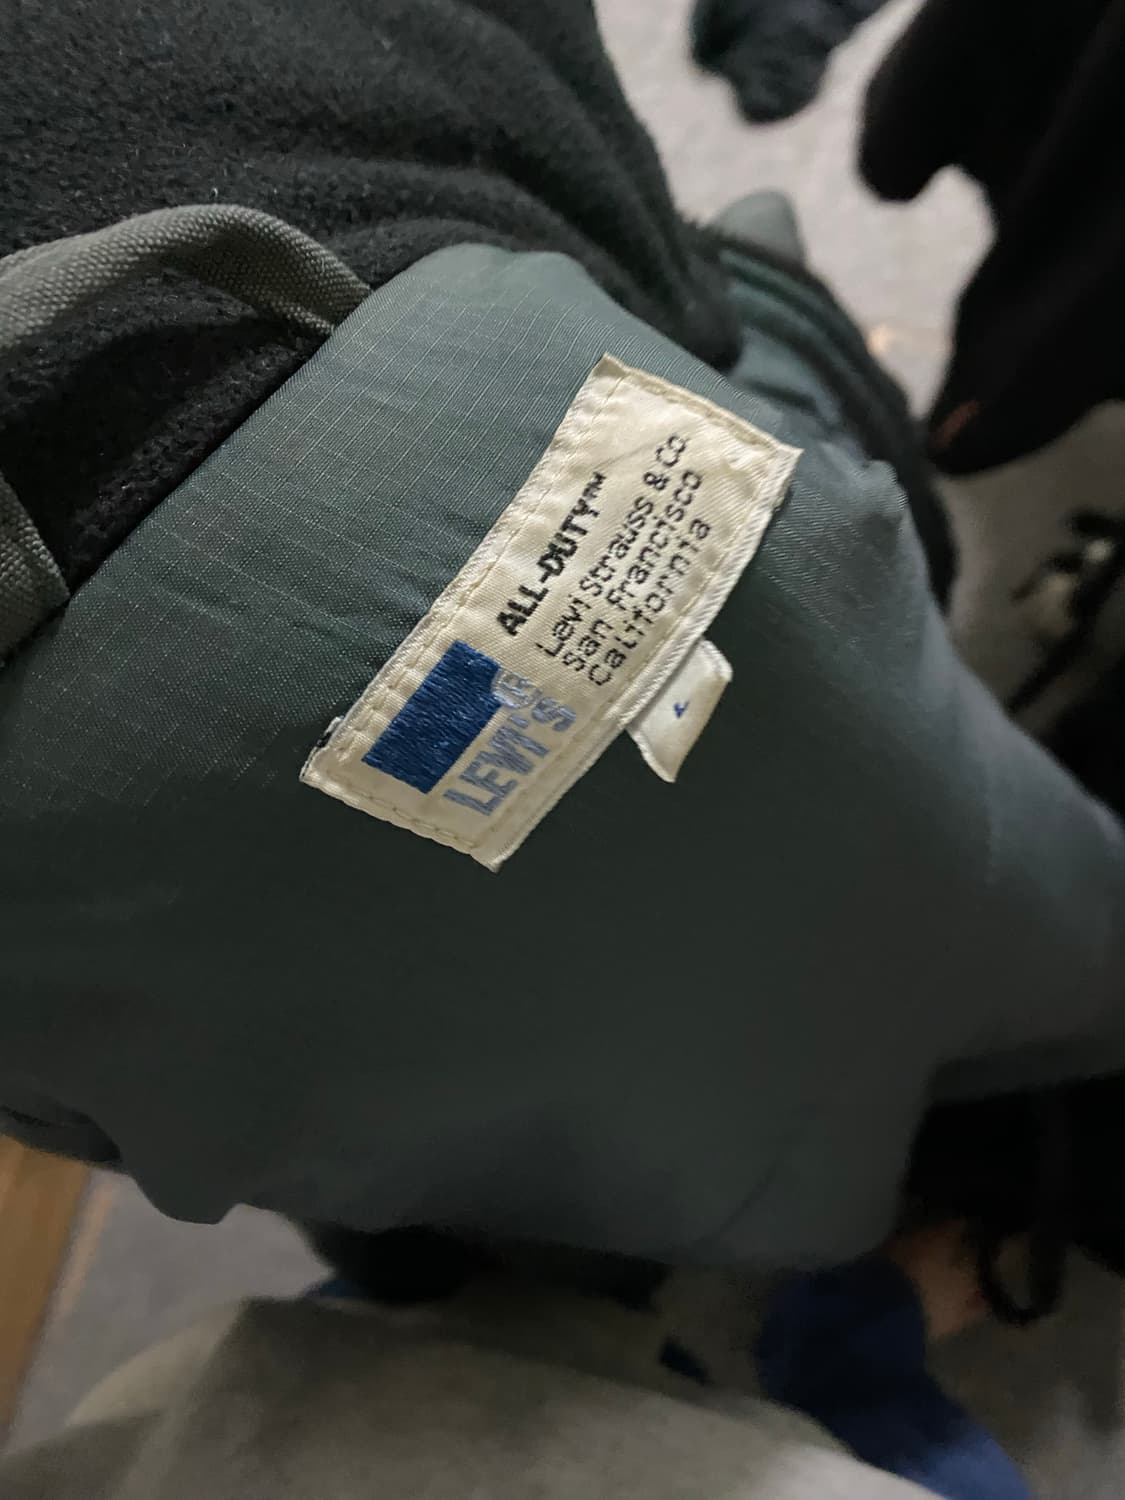 LEVI'S®
ALL-DUTY™
Levi Strauss & Co.
San Francisco
California
L